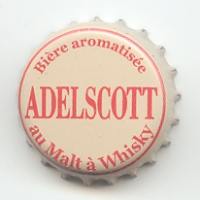 Bière aromatisée
ADELSCOTT
au Malt à Whisky